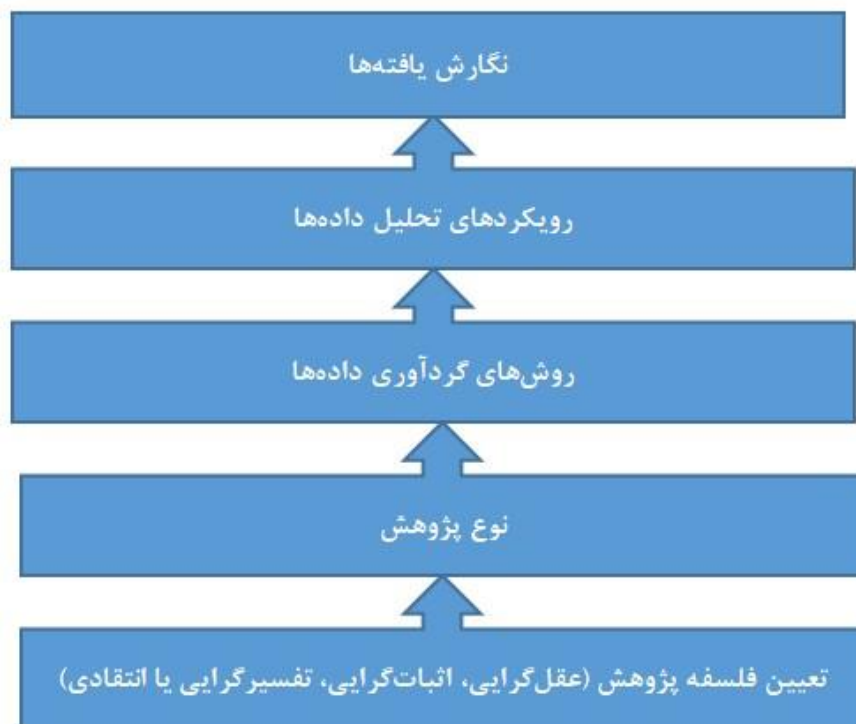 نگارش یافته‌ها
رویکردهای تحلیل داده‌ها
روش‌های گردآوری داده‌ها
نوع پژوهش
تعیین فلسفه پژوهش (عقل‌گرایی، اثبات‌گرایی، تفسیرگرایی یا انتقادی)